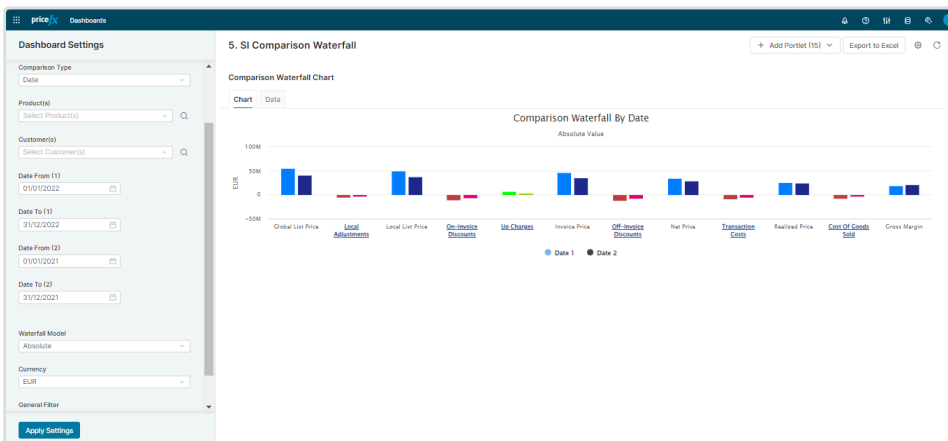 pricefx Dashboards
Dashboard Settings
Comparison Type
Date
Product(s)
Select Product(s)
Customer(s)
Select Customer(s)
Date From (1)
01/01/2022
Date To (1)
31/12/2022
Date From (2)
01/01/2021
Date To (2)
31/12/2021
Waterfall Model
Absolute
Currency
EUR
General Filter
Apply Settings
5. SI Comparison Waterfall
+ Add Portlet (15)
Export to Excel
Comparison Waterfall Chart
Chart Data
Comparison Waterfall By Date
Absolute Value
EUR
100M
50M
0
-50M
Global List Price
Local Adjustments
Local List Price
On-Invoice Discounts
Up Charges
Invoice Price
Off-Invoice Discounts
Net Price
Transaction Costs
Realized Price
Cost Of Goods Sold
Gross Margin
Date 1 Date 2